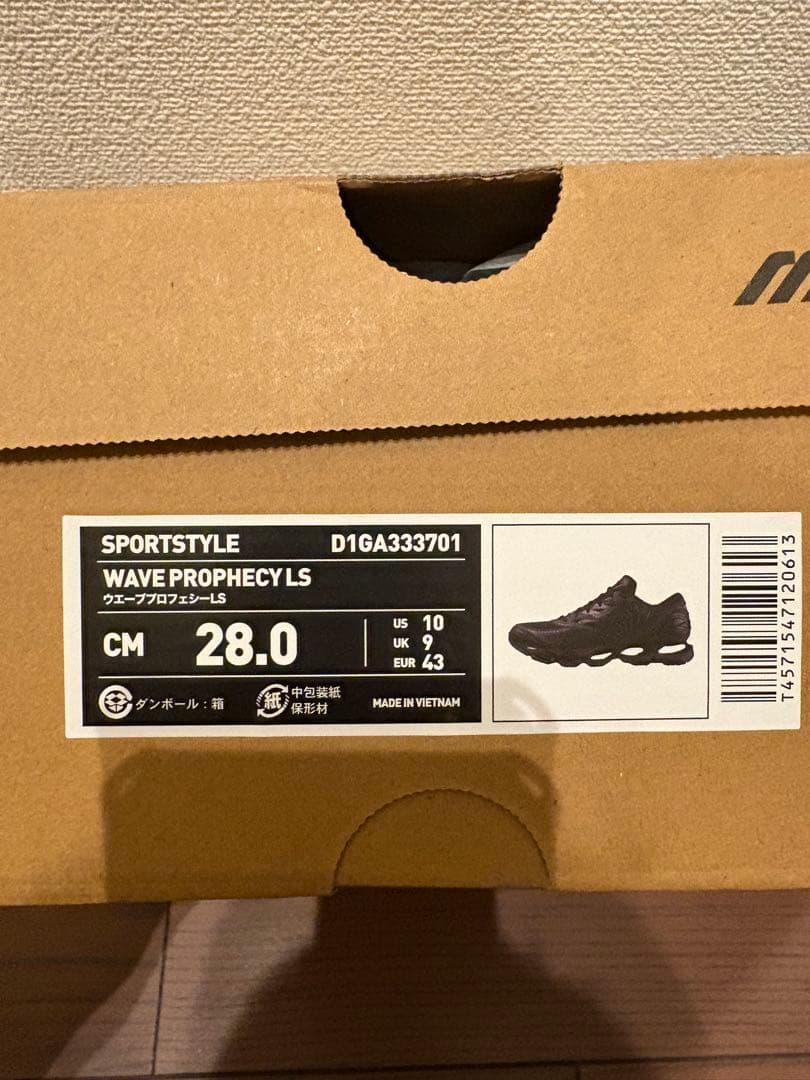 SPORTSTYLE D1GA333701
WAVE PROPHECY LS
ウエーブプロフェシーLS
CM 28.0
US 10
UK 9
EUR 43
ダンボール：箱
紙
中包装紙
保形材
MADE IN VIETNAM
T4571547120613